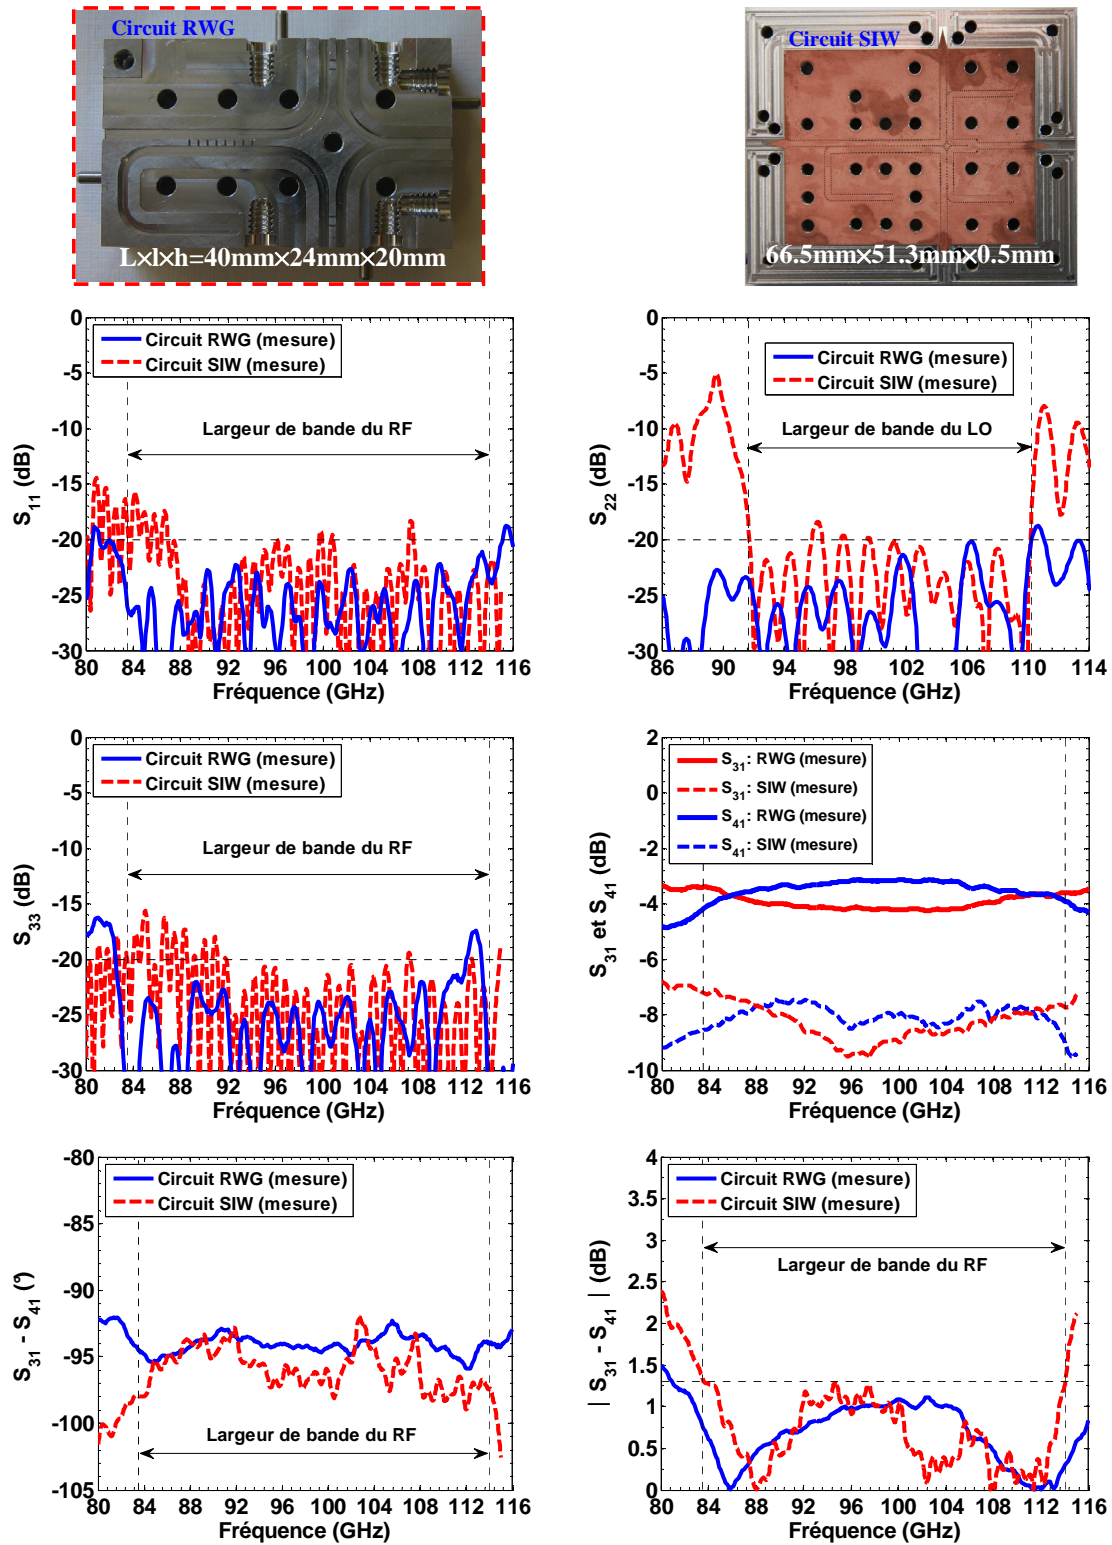 Circuit RWG
L×l×h=40mm×24mm×20mm
Circuit SIW
66.5mm×51.3mm×0.5mm
0
-5
-10
-15
-20
-25
-30
S11 (dB)
Circuit RWG (mesure)
Circuit SIW (mesure)
Largeur de bande du RF
80 84 88 92 96 100 104 108 112 116
Fréquence (GHz)
0
-5
-10
-15
-20
-25
-30
S22 (dB)
Circuit RWG (mesure)
Circuit SIW (mesure)
Largeur de bande du LO
86 90 94 98 102 106 110 114
Fréquence (GHz)
0
-5
-10
-15
-20
-25
-30
S33 (dB)
Circuit RWG (mesure)
Circuit SIW (mesure)
Largeur de bande du RF
80 84 88 92 96 100 104 108 112 116
Fréquence (GHz)
2
0
-2
-4
-6
-8
-10
S31 et S41 (dB)
S31: RWG (mesure)
S31: SIW (mesure)
S41: RWG (mesure)
S41: SIW (mesure)
80 84 88 92 96 100 104 108 112 116
Fréquence (GHz)
-80
-85
-90
-95
-100
-105
S31 - S41 (°)
Circuit RWG (mesure)
Circuit SIW (mesure)
Largeur de bande du RF
80 84 88 92 96 100 104 108 112 116
Fréquence (GHz)
4
3.5
3
2.5
2
1.5
1
0.5
0
| S31 - S41 | (dB)
Circuit RWG (mesure)
Circuit SIW (mesure)
Largeur de bande du RF
80 84 88 92 96 100 104 108 112 116
Fréquence (GHz)